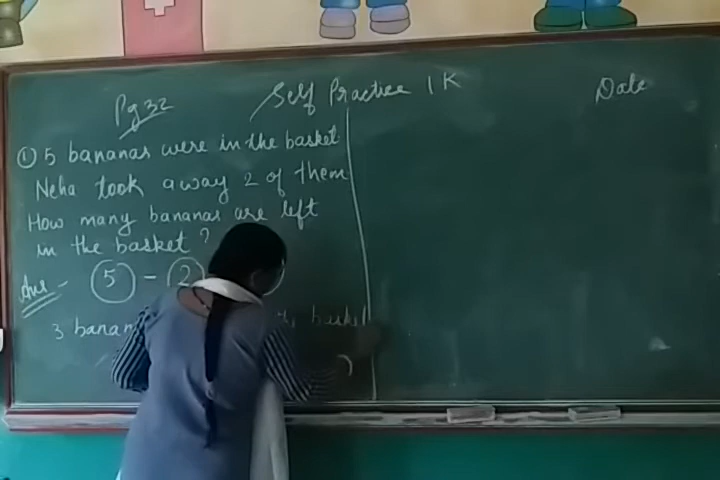 Pg 32
Self Practice 1K
Date
① 5 bananas were in the basket
Neha took away 2 of them
How many bananas are left
in the basket?
Ans - 5 - 2
3 banan basket